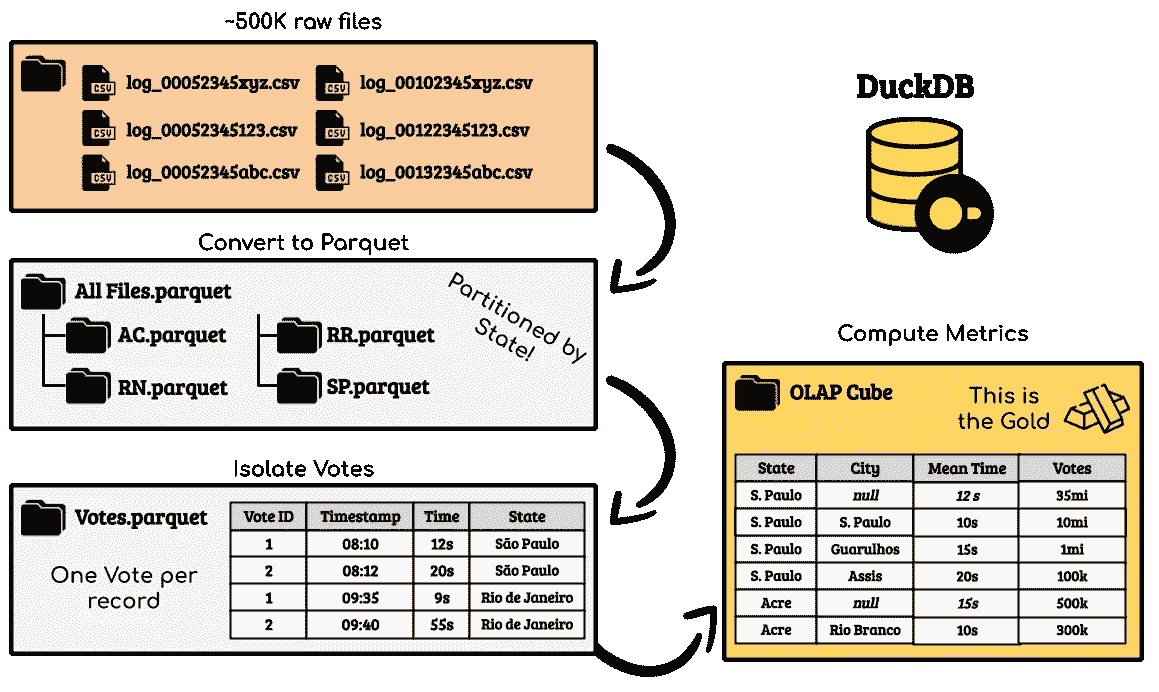 ~500K raw files
log_00052345xyz.csv log_00102345xyz.csv
log_00052345123.csv log_00122345123.csv
log_00052345abc.csv log_00132345abc.csv
CSV CSV
CSV CSV
CSV CSV
DuckDB
Convert to Parquet
All Files.parquet
AC.parquet RR.parquet
RN.parquet SP.parquet
Partitioned by
State!
Isolate Votes
Votes.parquet
One Vote per
record
Vote ID Timestamp Time State
1 08:10 12s São Paulo
2 08:12 20s São Paulo
1 09:35 9s Rio de Janeiro
2 09:40 55s Rio de Janeiro
Compute Metrics
OLAP Cube
This is
the Gold
State City Mean Time Votes
S. Paulo null 12 s 35mi
S. Paulo S. Paulo 10s 10mi
S. Paulo Guarulhos 15s 1mi
S. Paulo Assis 20s 100k
Acre null 15s 500k
Acre Rio Branco 10s 300k